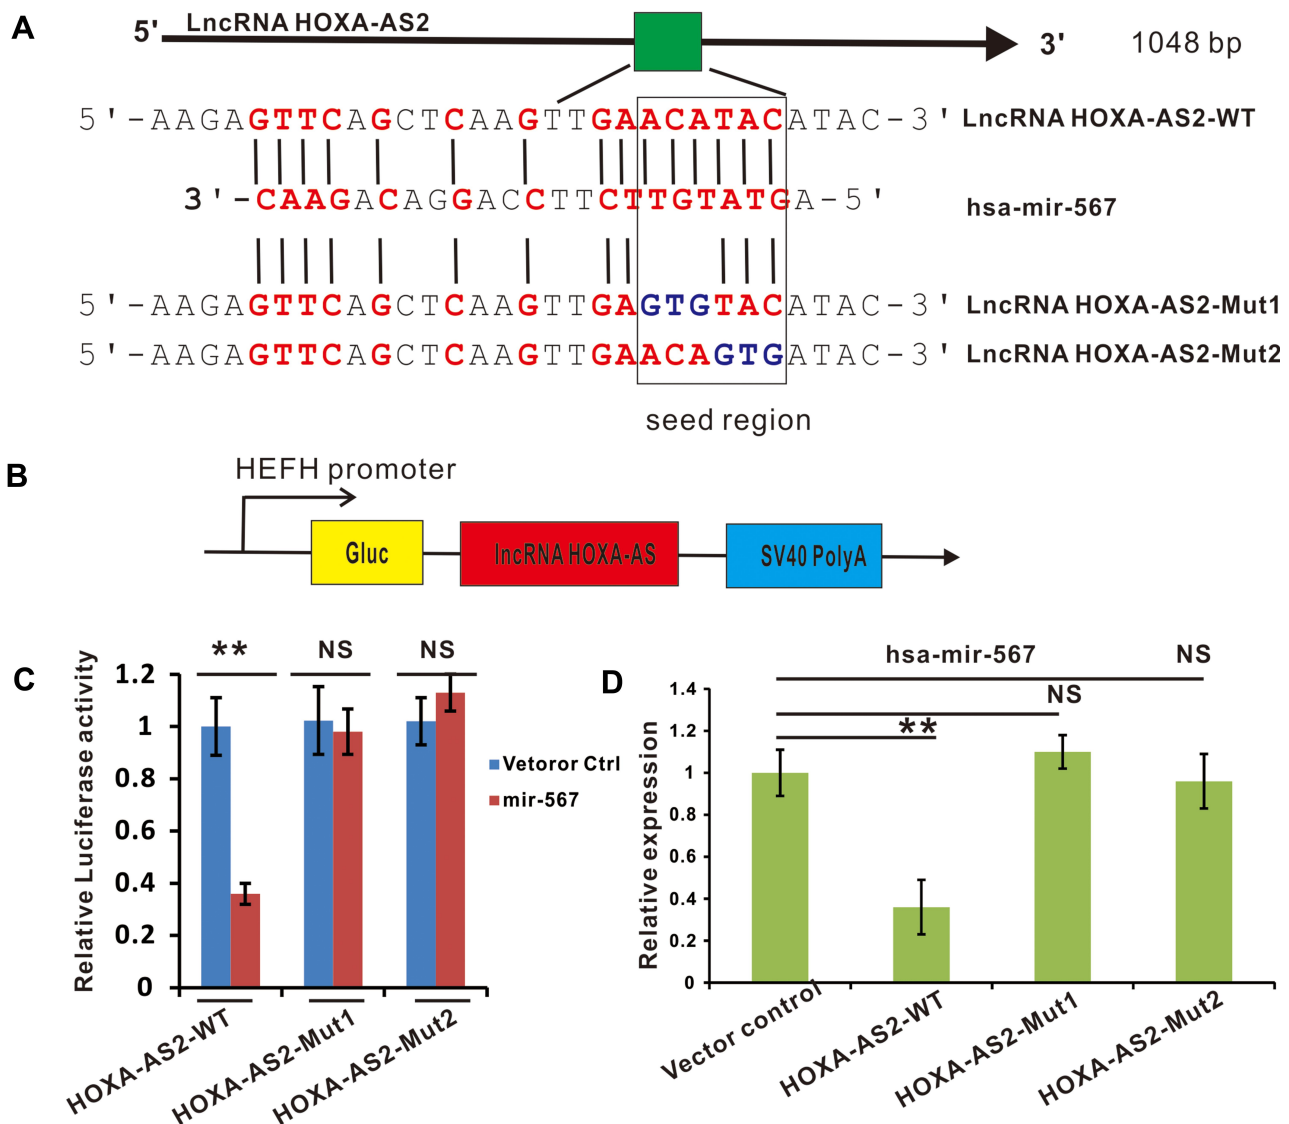 A
5' LncRNA HOXA-AS2 3' 1048 bp
5'-AAGAGTTCAGCTCAAGTTGAACATACATAC-3' LncRNA HOXA-AS2-WT
3'-CAAGACAGGACCTTCTTGTATGGA-5' hsa-mir-567
5'-AAGAGTTCAGCTCAAGTTGAGTGTACATAC-3' LncRNA HOXA-AS2-Mut1
5'-AAGAGTTCAGCTCAAGTTGAACAGTGATAC-3' LncRNA HOXA-AS2-Mut2
seed region
B
HEFH promoter
Gluc
lncRNA HOXA-AS
SV40 PolyA
C
** NS NS
Relative Luciferase activity
1.2
1
0.8
0.6
0.4
0.2
0
Vetoror Ctrl
mir-567
HOXA-AS2-WT
HOXA-AS2-Mut1
HOXA-AS2-Mut2
D
hsa-mir-567
NS
NS
**
Relative expression
1.4
1.2
1
0.8
0.6
0.4
0.2
0
Vector control
HOXA-AS2-WT
HOXA-AS2-Mut1
HOXA-AS2-Mut2